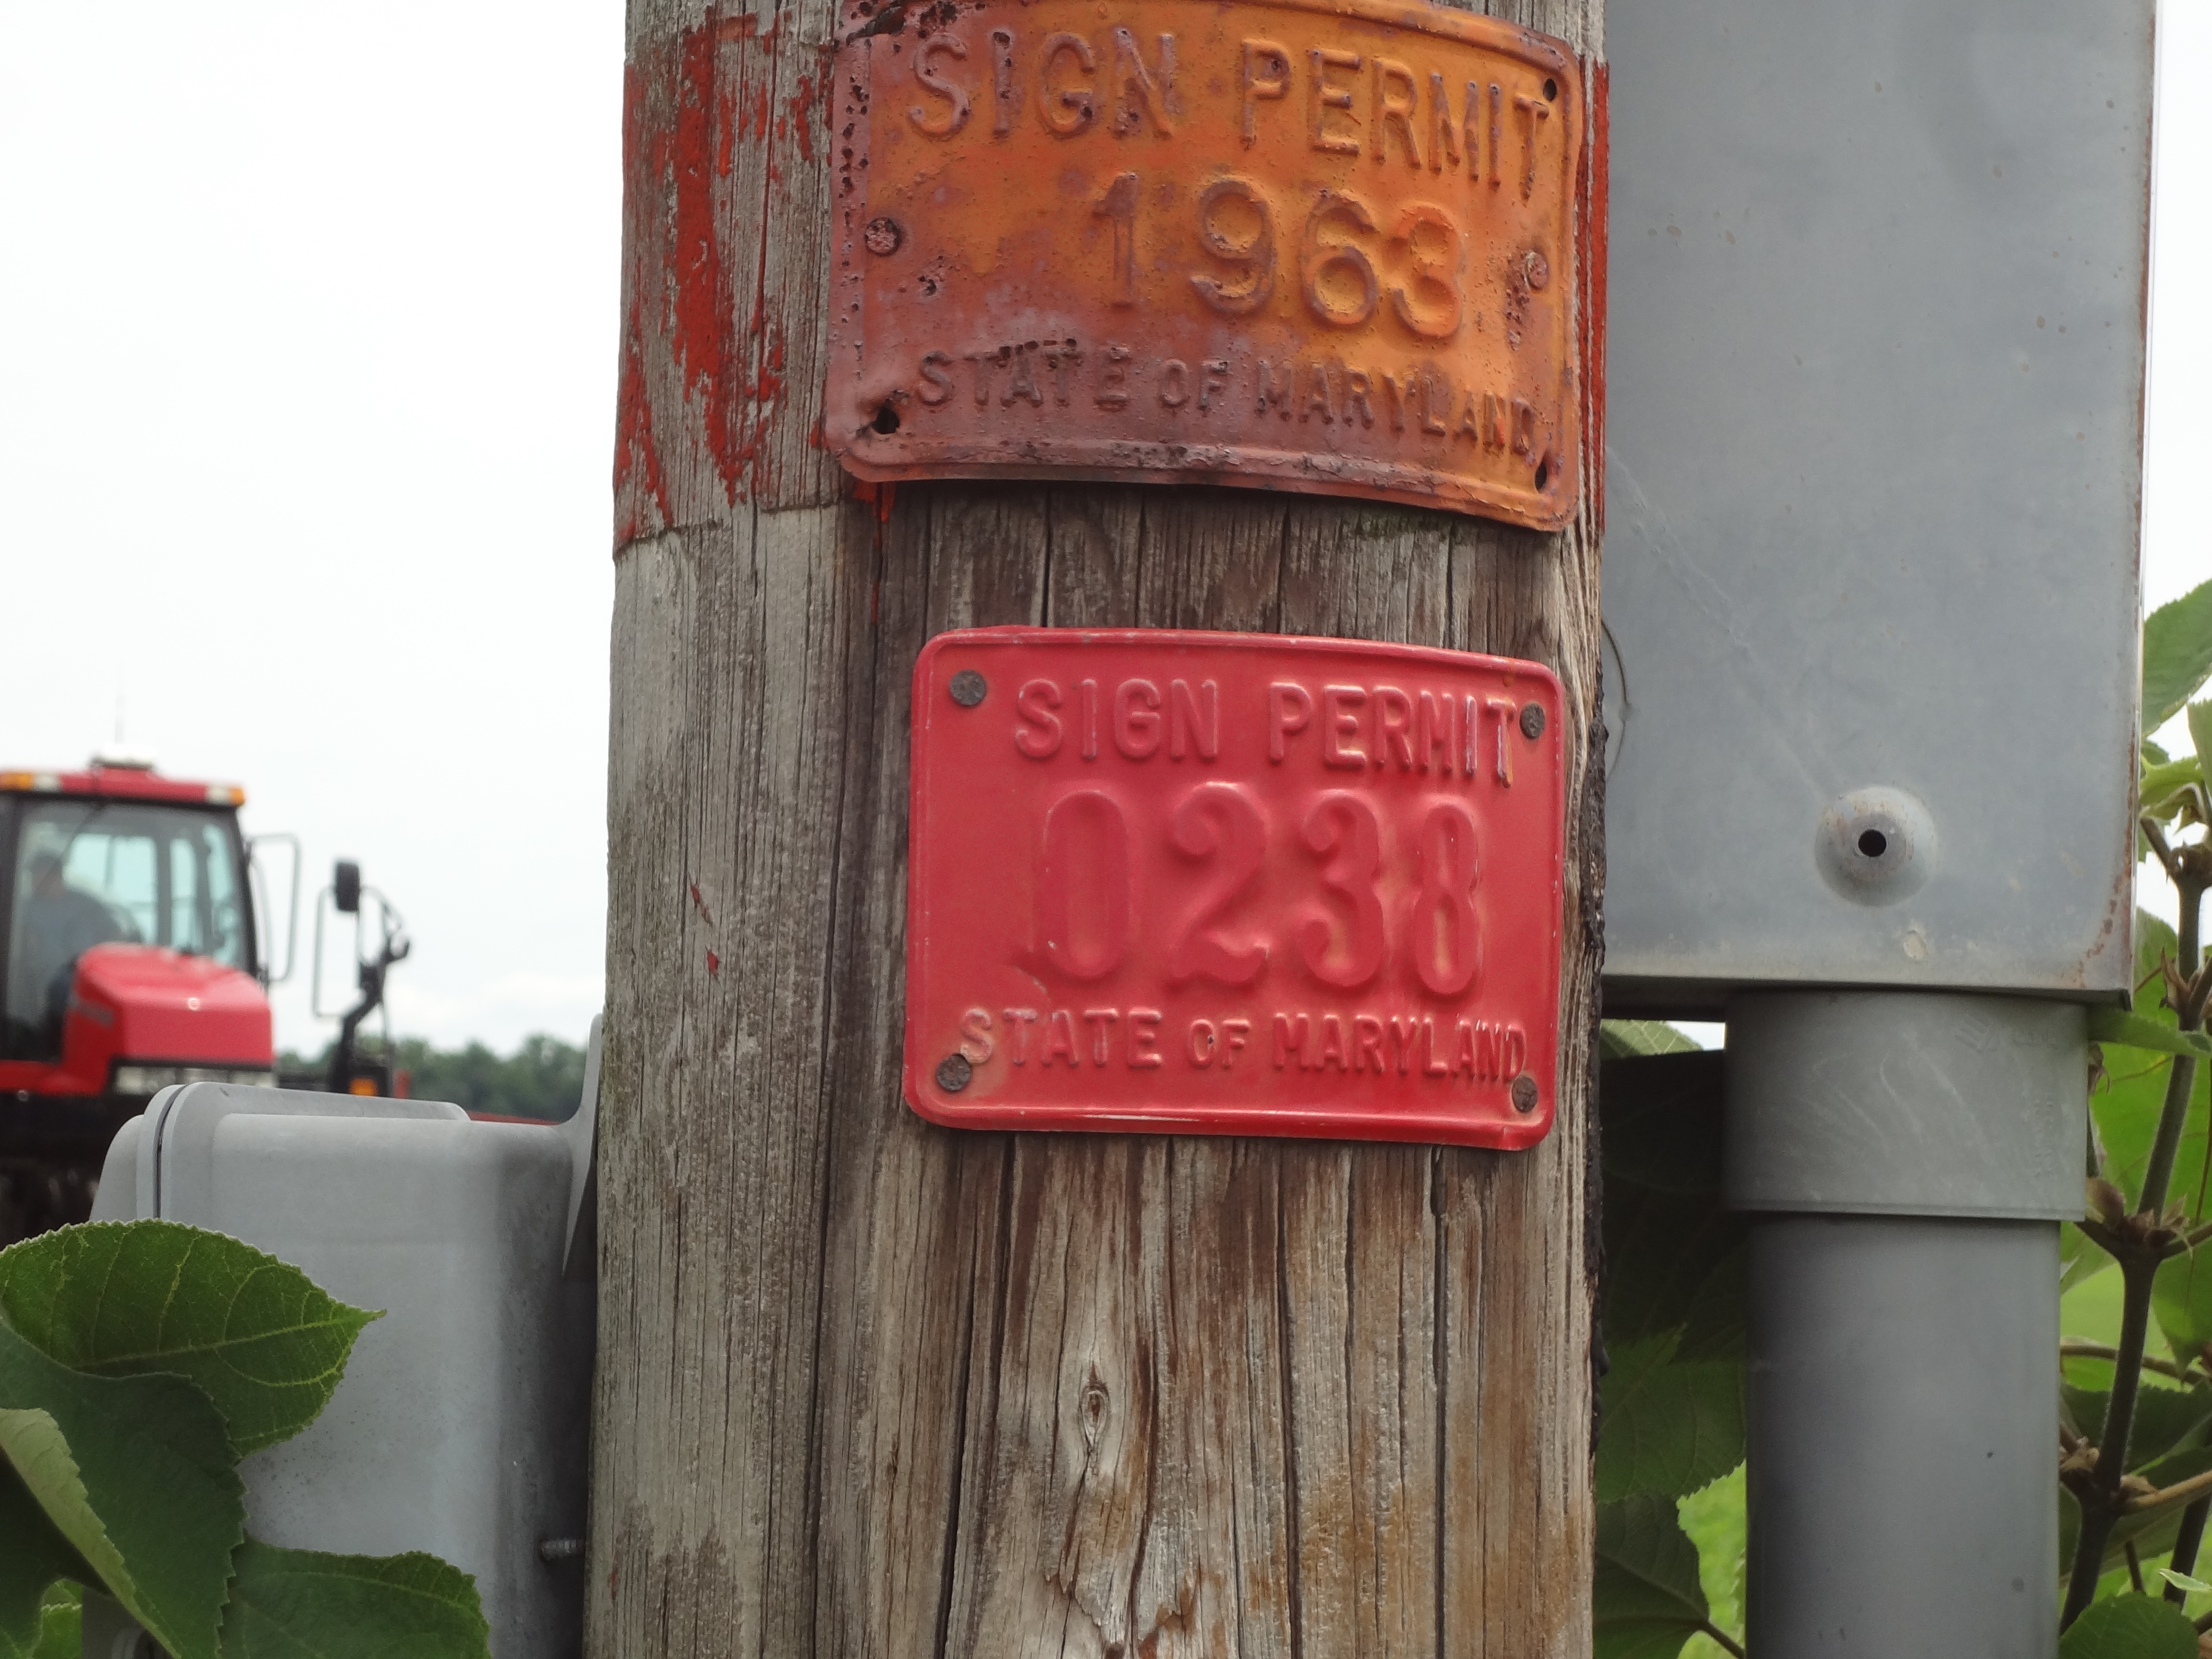 SIGN PERMIT
1963
STATE OF MARYLAND
SIGN PERMIT
0238
STATE OF MARYLAND